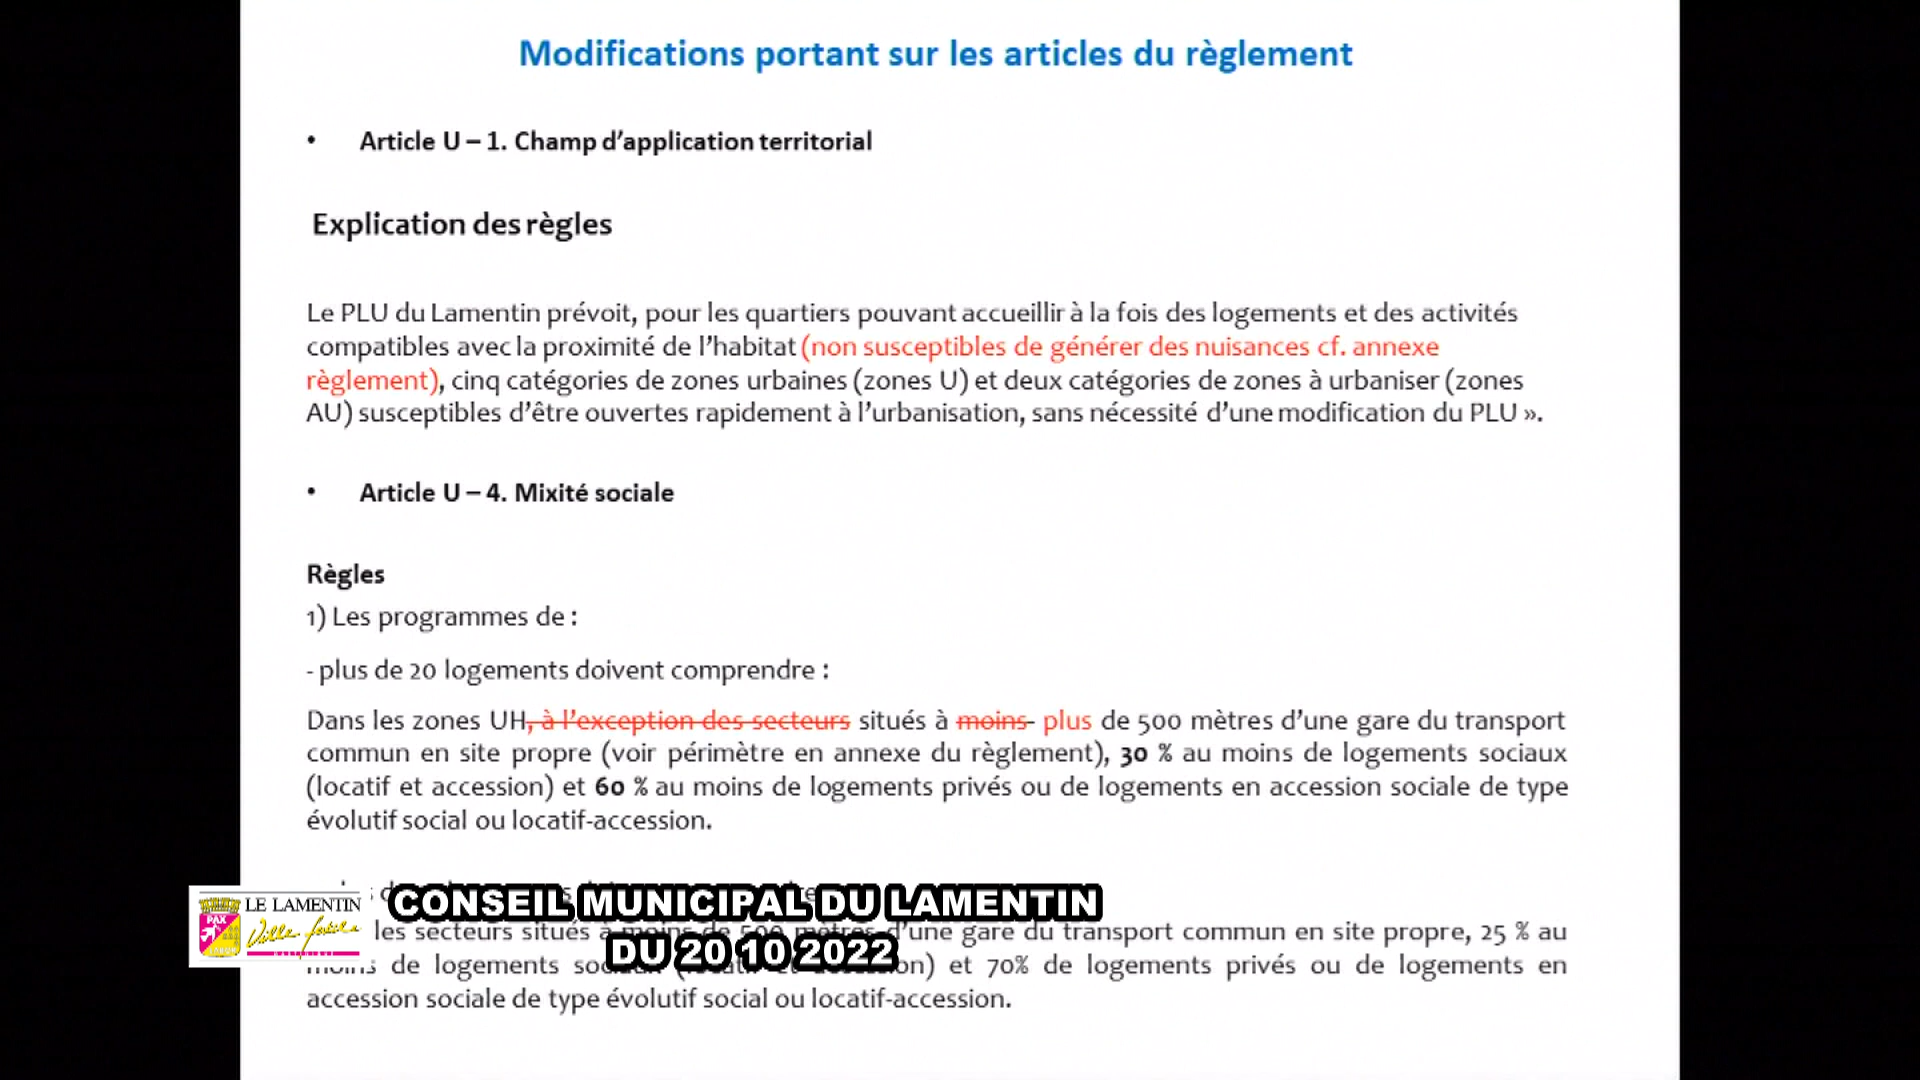 Modifications portant sur les articles du règlement
• Article U – 1. Champ d’application territorial
Explication des règles
Le PLU du Lamentin prévoit, pour les quartiers pouvant accueillir à la fois des logements et des activités
compatibles avec la proximité de l’habitat (non susceptibles de générer des nuisances cf. annexe
règlement), cinq catégories de zones urbaines (zones U) et deux catégories de zones à urbaniser (zones
AU) susceptibles d’être ouvertes rapidement à l’urbanisation, sans nécessité d’une modification du PLU ».
• Article U – 4. Mixité sociale
Règles
1) Les programmes de :
- plus de 20 logements doivent comprendre :
Dans les zones UH, à l’exception des secteurs situés à moins- plus de 500 mètres d’une gare du transport
commun en site propre (voir périmètre en annexe du règlement), 30 % au moins de logements sociaux
(locatif et accession) et 60 % au moins de logements privés ou de logements en accession sociale de type
évolutif social ou locatif-accession.
les secteurs situés à moins de 500 mètres d’une gare du transport commun en site propre, 25 % au
moins de logements et 70% de logements privés ou de logements en
accession sociale de type évolutif social ou locatif-accession.
LE LAMENTIN
Ville
PAX
CONSEIL MUNICIPAL DU LAMENTIN
DU 20 10 2022